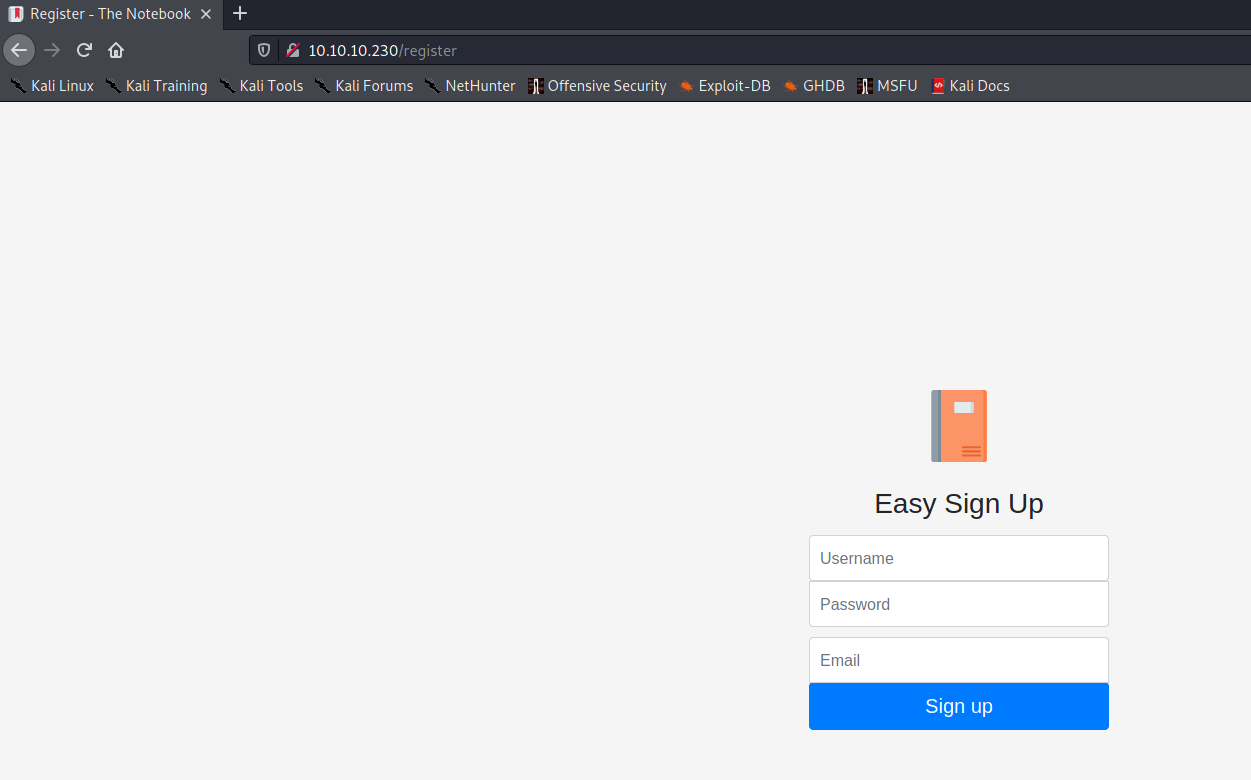 Register - The Notebook
10.10.10.230/register
Kali Linux Kali Training Kali Tools Kali Forums NetHunter Offensive Security Exploit-DB GHDB MSFU Kali Docs
Easy Sign Up
Username
Password
Email
Sign up